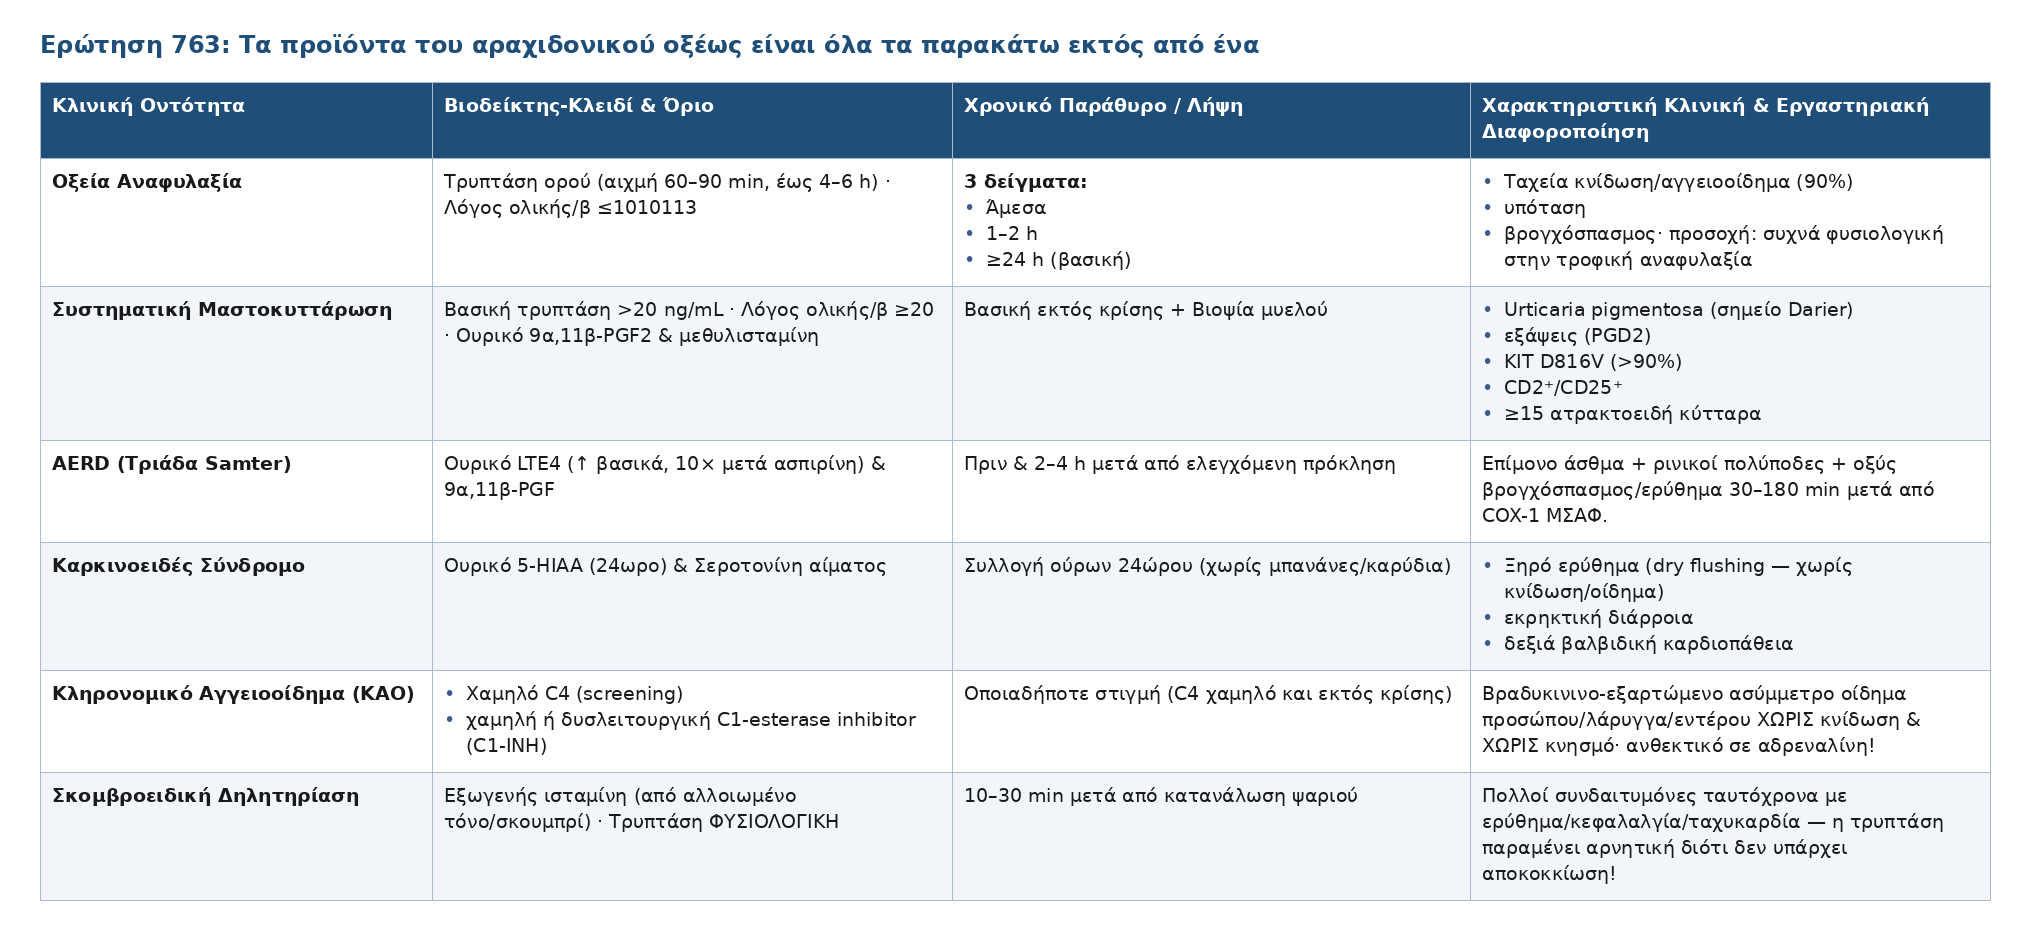 Ερώτηση 763: Τα προϊόντα του αραχιδονικού οξέως είναι όλα τα παρακάτω εκτός από ένα
Κλινική Οντότητα
Βιοδείκτης-Κλειδί & Όριο
Χρονικό Παράθυρο / Λήψη
Χαρακτηριστική Κλινική & Εργαστηριακή
Διαφοροποίηση
Οξεία Αναφυλαξία
Τρυπτάση ορού (αιχμή 60–90 min, έως 4–6 h) ·
Λόγος ολικής/β ≤1010113
3 δείγματα:
• Άμεσα
• 1–2 h
• ≥24 h (βασική)
• Ταχεία κνίδωση/αγγειοοίδημα (90%)
• υπόταση
• βρογχόσπασμος· προσοχή: συχνά φυσιολογική
στην τροφική αναφυλαξία
Συστηματική Μαστοκυττάρωση
Βασική τρυπτάση >20 ng/mL · Λόγος ολικής/β ≥20
· Ουρικό 9α,11β-PGF2 & μεθυλισταμίνη
Βασική εκτός κρίσης + Βιοψία μυελού
• Urticaria pigmentosa (σημείο Darier)
• εξάψεις (PGD2)
• KIT D816V (>90%)
• CD2⁺/CD25⁺
• ≥15 ατρακτοειδή κύτταρα
AERD (Τριάδα Samter)
Ουρικό LTE4 (↑ βασικά, 10× μετά ασπιρίνη) &
9α,11β-PGF
Πριν & 2–4 h μετά από ελεγχόμενη πρόκληση
Επίμονο άσθμα + ρινικοί πολύποδες + οξύς
βρογχόσπασμος/ερύθημα 30–180 min μετά από
COX-1 ΜΣΑΦ.
Καρκινοειδές Σύνδρομο
Ουρικό 5-HIAA (24ωρο) & Σεροτονίνη αίματος
Συλλογή ούρων 24ώρου (χωρίς μπανάνες/καρύδια)
• Ξηρό ερύθημα (dry flushing — χωρίς
κνίδωση/οίδημα)
• εκρηκτική διάρροια
• δεξιά βαλβιδική καρδιοπάθεια
Κληρονομικό Αγγειοοίδημα (ΚΑΟ)
• Χαμηλό C4 (screening)
• χαμηλή ή δυσλειτουργική C1-esterase inhibitor
(C1-INH)
Οποιαδήποτε στιγμή (C4 χαμηλό και εκτός κρίσης)
Βραδυκινινο-εξαρτώμενο ασύμμετρο οίδημα
προσώπου/λάρυγγα/εντέρου ΧΩΡΙΣ κνίδωση &
ΧΩΡΙΣ κνησμό· ανθεκτικό σε αδρεναλίνη!
Σκομβροειδική Δηλητηρίαση
Εξωγενής ισταμίνη (από αλλοιωμένο
τόνο/σκουμπρί) · Τρυπτάση ΦΥΣΙΟΛΟΓΙΚΗ
10–30 min μετά από κατανάλωση ψαριού
Πολλοί συνδαιτυμόνες ταυτόχρονα με
ερύθημα/κεφαλαλγία/ταχυκαρδία — η τρυπτάση
παραμένει αρνητική διότι δεν υπάρχει
αποκοκκίωση!